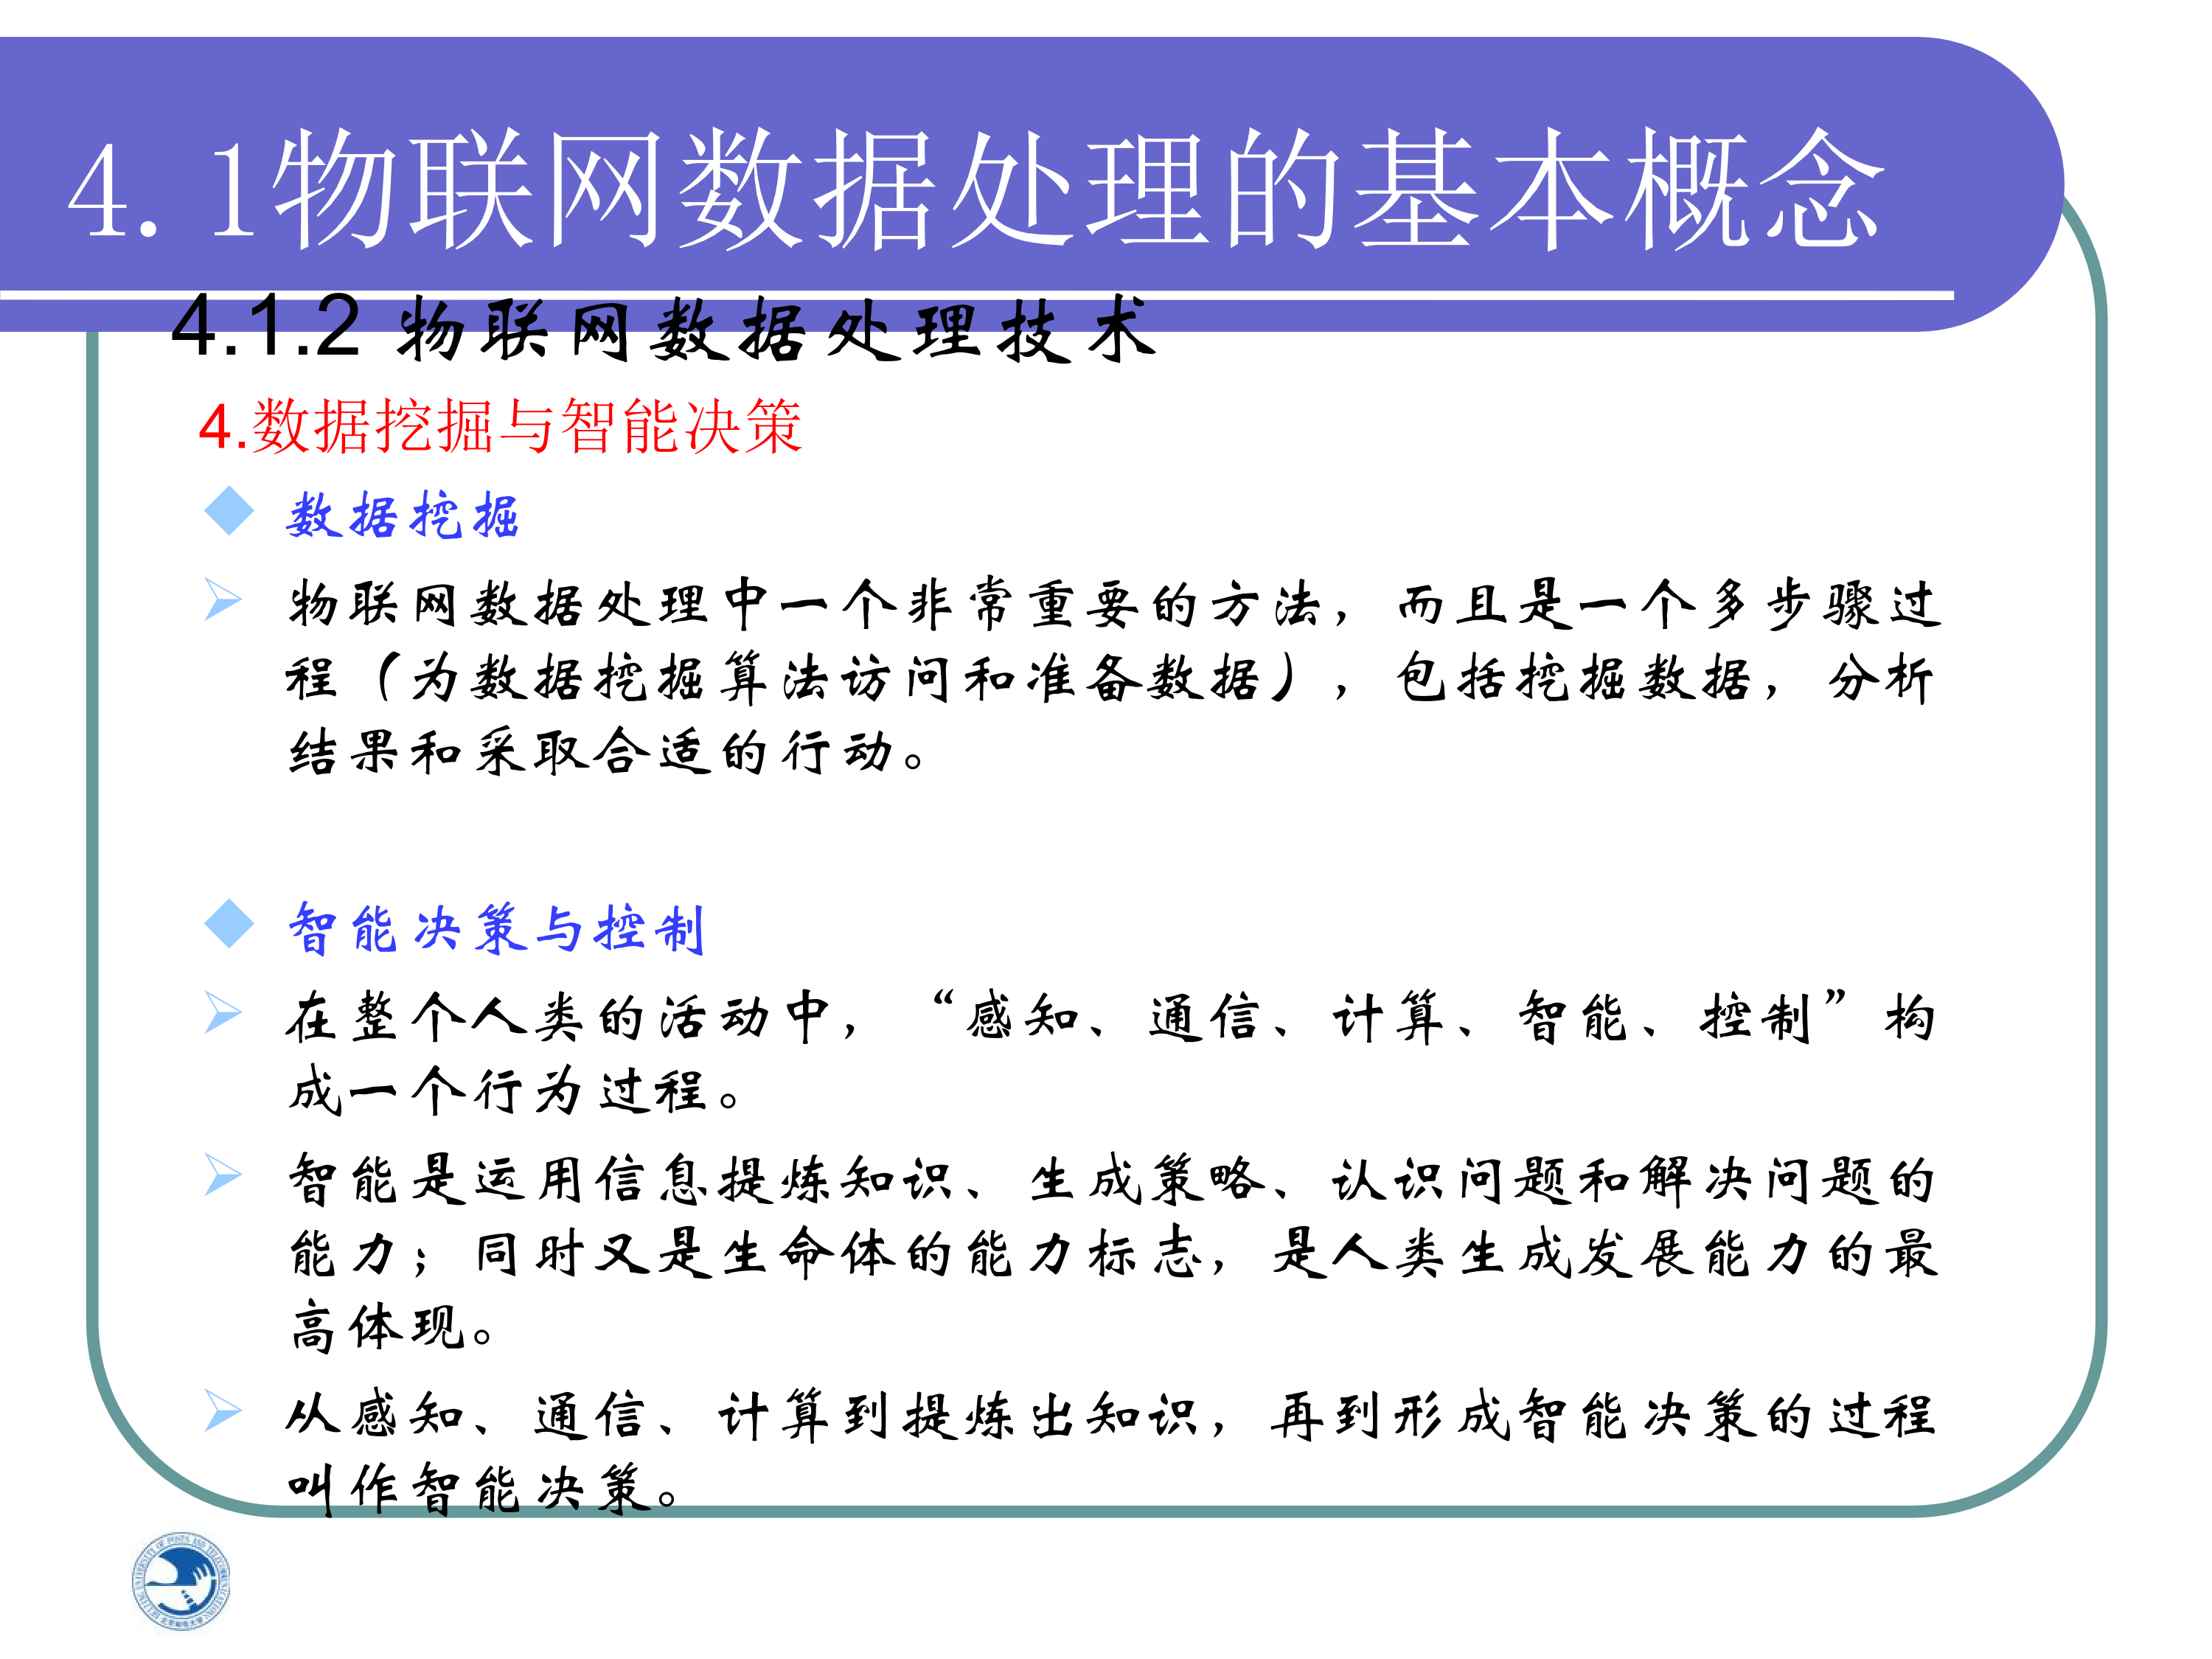 4.1物联网数据处理的基本概念
4.1.2 物联网数据处理技术
4.数据挖掘与智能决策
数据挖掘
物联网数据处理中一个非常重要的方法，而且是一个多步骤过
程（为数据挖掘算法访问和准备数据），包括挖掘数据，分析
结果和采取合适的行动。
智能决策与控制
在整个人类的活动中，“感知、通信、计算、智能、控制”构
成一个行为过程。
智能是运用信息提炼知识、生成策略、认识问题和解决问题的
能力；同时又是生命体的能力标志，是人类生成发展能力的最
高体现。
从感知、通信、计算到提炼出知识，再到形成智能决策的过程
叫作智能决策。